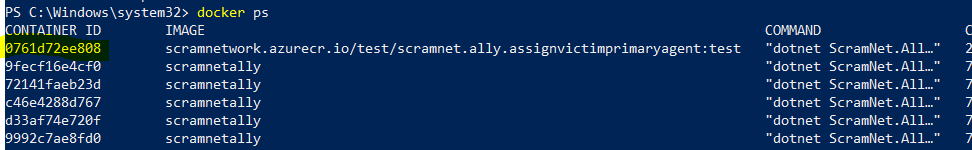 PS C:\Windows\system32> docker ps
CONTAINER ID IMAGE COMMAND C
0761d72ee808 scramnetwork.azurecr.io/test/scramnet.ally.assignvictimprimaryagent:test "dotnet ScramNet.All…" 2
9fecf16e4cf0 scramnetally "dotnet ScramNet.All…" 7
72141faeb23d scramnetally "dotnet ScramNet.All…" 7
c46e4288d767 scramnetally "dotnet ScramNet.All…" 7
d33af74e720f scramnetally "dotnet ScramNet.All…" 7
9992c7ae8fd0 scramnetally "dotnet ScramNet.All…" 7